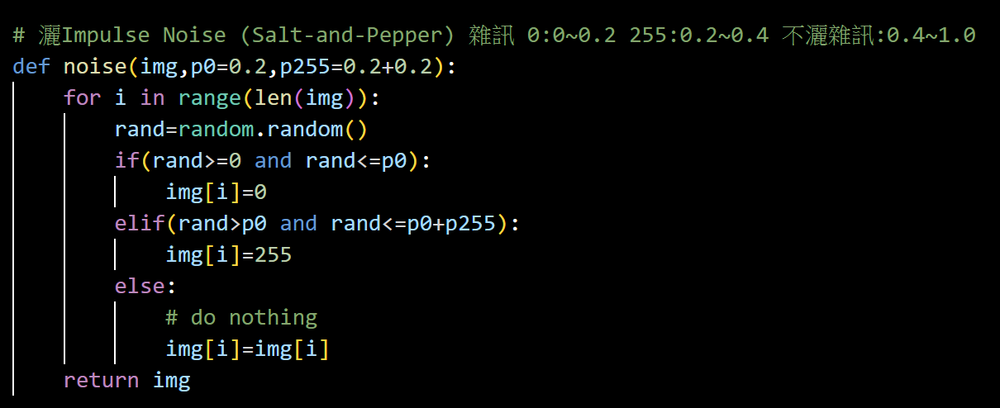 # 灑Impulse Noise (Salt-and-Pepper) 雜訊 0:0~0.2 255:0.2~0.4 不灑雜訊:0.4~1.0
def noise(img,p0=0.2,p255=0.2+0.2):
    for i in range(len(img)):
        rand=random.random()
        if(rand>=0 and rand<=p0):
            img[i]=0
        elif(rand>p0 and rand<=p0+p255):
            img[i]=255
        else:
            # do nothing
            img[i]=img[i]
    return img